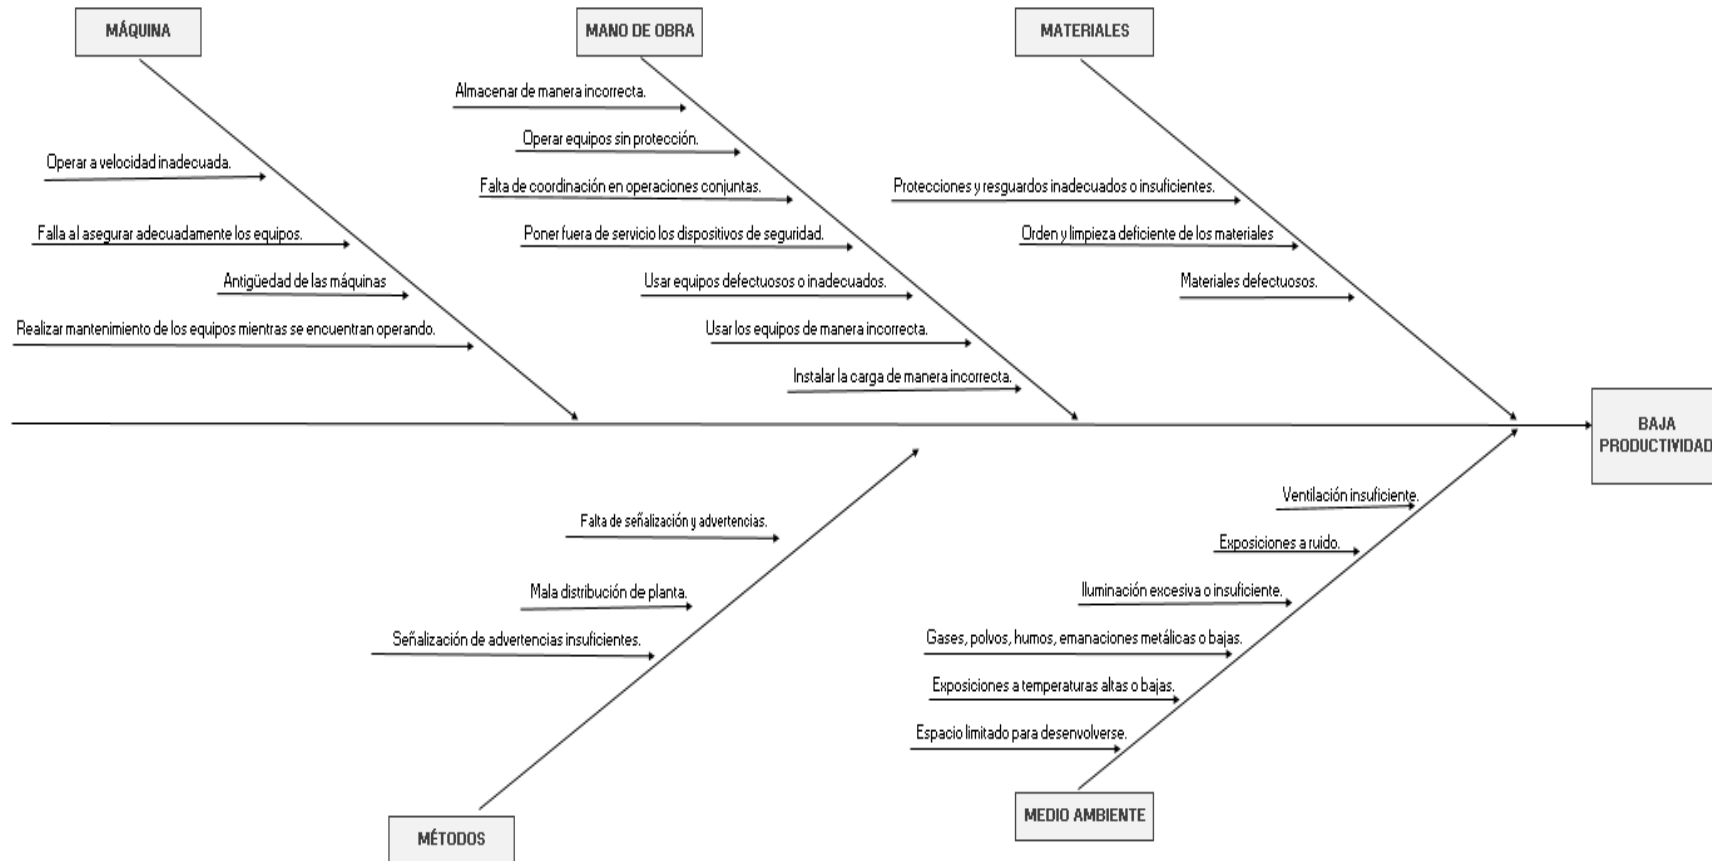 MÁQUINA
MANO DE OBRA
MATERIALES
Almacenar de manera incorrecta.
Operar equipos sin protección.
Operar a velocidad inadecuada.
Falta de coordinación en operaciones conjuntas.
Protecciones y resguardos inadecuados o insuficientes.
Falla al asegurar adecuadamente los equipos.
Poner fuera de servicio los dispositivos de seguridad.
Orden y limpieza deficiente de los materiales
Antigüedad de las máquinas
Usar equipos defectuosos o inadecuados.
Materiales defectuosos.
Realizar mantenimiento de los equipos mientras se encuentran operando.
Usar los equipos de manera incorrecta.
Instalar la carga de manera incorrecta.
BAJA
PRODUCTIVIDAD
Ventilación insuficiente.
Falta de señalización y advertencias.
Exposiciones a ruido.
Mala distribución de planta.
Iluminación excesiva o insuficiente.
Señalización de advertencias insuficientes.
Gases, polvos, humos, emanaciones metálicas o bajas.
Exposiciones a temperaturas altas o bajas.
Espacio limitado para desenvolverse.
MEDIO AMBIENTE
MÉTODOS